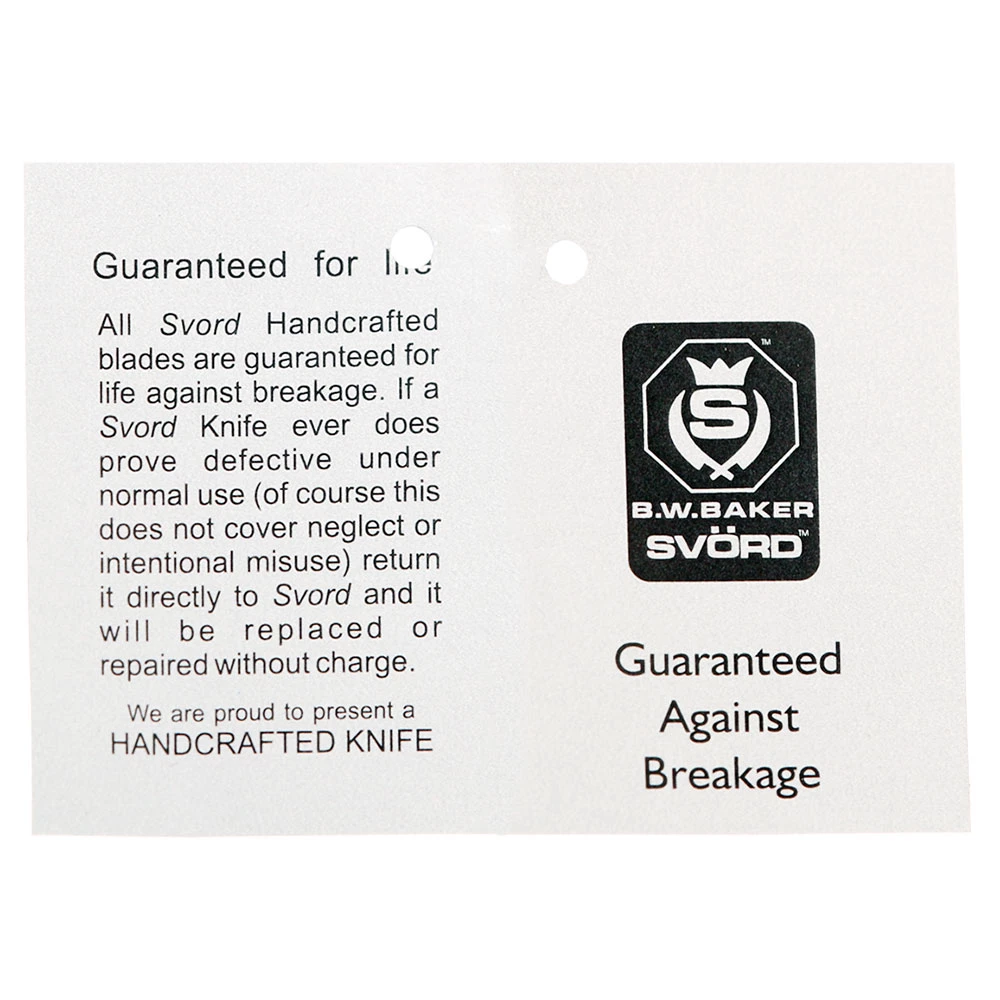 Guaranteed for life
All Svord Handcrafted
blades are guaranteed for
life against breakage. If a
Svord Knife ever does
prove defective under
normal use (of course this
does not cover neglect or
intentional misuse) return
it directly to Svord and it
will be replaced or
repaired without charge.
We are proud to present a
HANDCRAFTED KNIFE
TM
S
B.W.BAKER
SVÖRD TM
Guaranteed
Against
Breakage